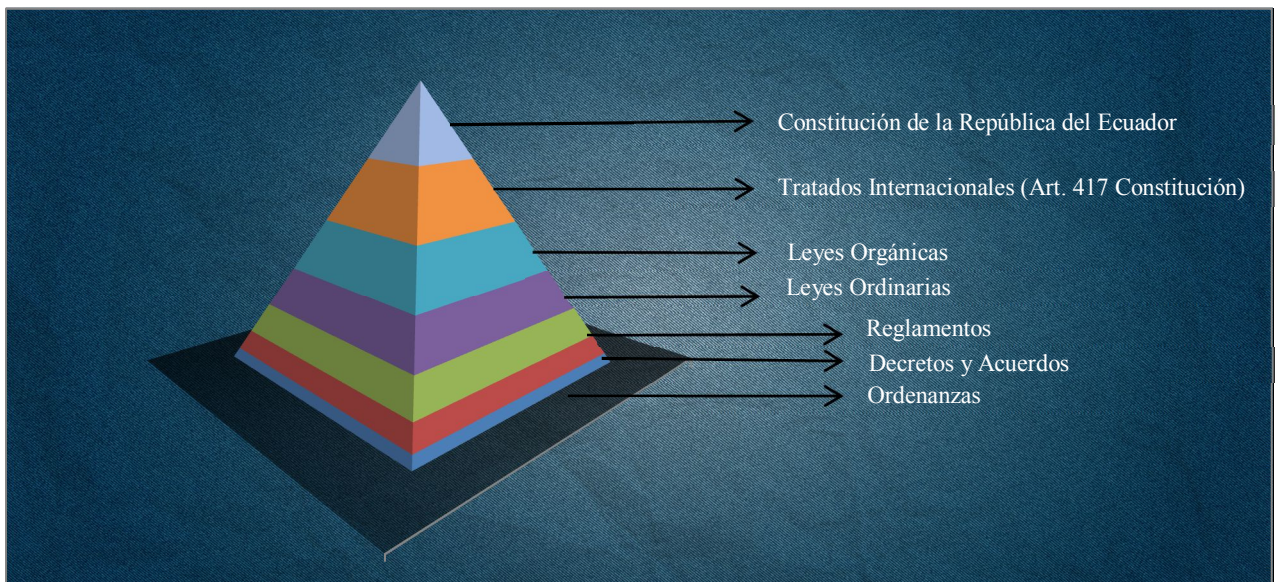 Constitución de la República del Ecuador
Tratados Internacionales (Art. 417 Constitución)
Leyes Orgánicas
Leyes Ordinarias
Reglamentos
Decretos y Acuerdos
Ordenanzas